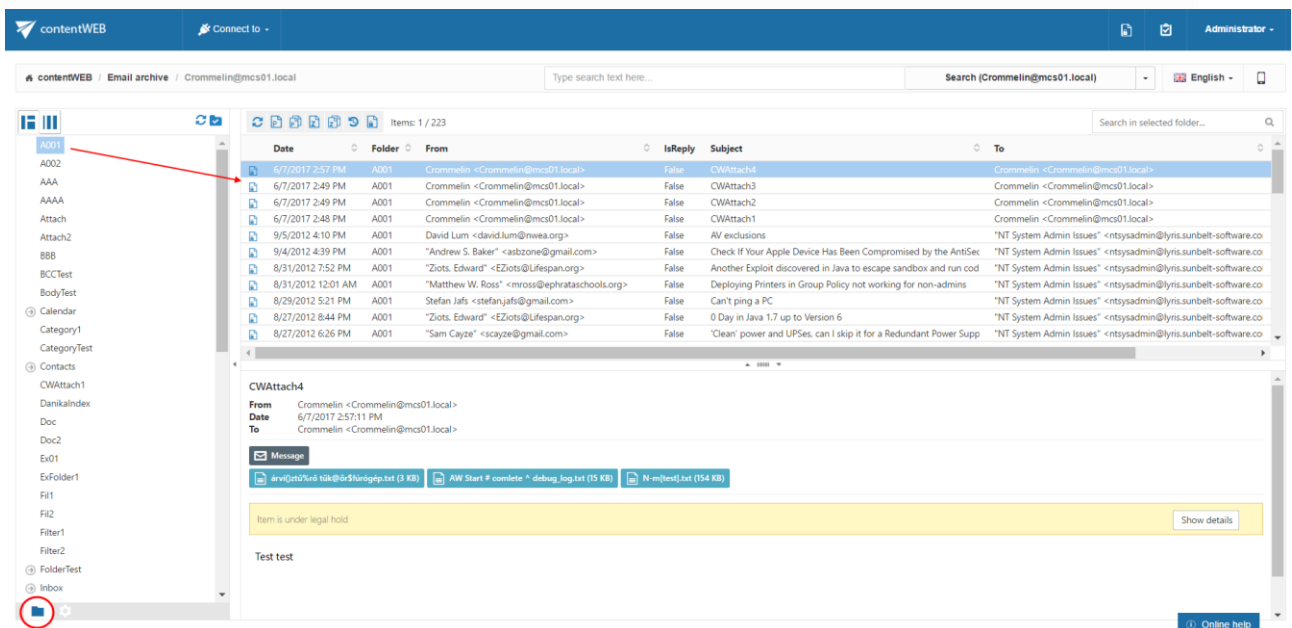 contentWEB Connect to Administrator
contentWEB / Email archive / Crommelin@mcs01.local Type search text here... Search (Crommelin@mcs01.local) English
Items: 1 / 223 Search in selected folder...
A001
A002
AAA
AAAA
Attach
Attach2
BBB
BCCTest
BodyTest
Calendar
Category1
CategoryTest
Contacts
CWAttach1
DanikaIndex
Doc
Doc2
Ex01
ExFolder1
Fil1
Fil2
Filter1
Filter2
FolderTest
Inbox
Date Folder From IsReply Subject To
6/7/2017 2:57 PM A001 Crommelin <Crommelin@mcs01.local> False CWAttach4 Crommelin <Crommelin@mcs01.local>
6/7/2017 2:49 PM A001 Crommelin <Crommelin@mcs01.local> False CWAttach3 Crommelin <Crommelin@mcs01.local>
6/7/2017 2:49 PM A001 Crommelin <Crommelin@mcs01.local> False CWAttach2 Crommelin <Crommelin@mcs01.local>
6/7/2017 2:48 PM A001 Crommelin <Crommelin@mcs01.local> False CWAttach1 Crommelin <Crommelin@mcs01.local>
9/5/2012 4:10 PM A001 David Lum <david.lum@nwea.org> False AV exclusions "NT System Admin Issues" <ntsysadmin@lyris.sunbelt-software.co
9/4/2012 4:39 PM A001 "Andrew S. Baker" <asbzone@gmail.com> False Check If Your Apple Device Has Been Compromised by the AntiSec "NT System Admin Issues" <ntsysadmin@lyris.sunbelt-software.co
8/31/2012 7:52 PM A001 "Ziots, Edward" <EZiots@Lifespan.org> False Another Exploit discovered in Java to escape sandbox and run cod "NT System Admin Issues" <ntsysadmin@lyris.sunbelt-software.co
8/31/2012 12:01 AM A001 "Matthew W. Ross" <mross@ephrataschools.org> False Deploying Printers in Group Policy not working for non-admins "NT System Admin Issues" <ntsysadmin@lyris.sunbelt-software.co
8/29/2012 5:21 PM A001 Stefan Jafs <stefan.jafs@gmail.com> False Can't ping a PC "NT System Admin Issues" <ntsysadmin@lyris.sunbelt-software.co
8/27/2012 8:44 PM A001 "Ziots, Edward" <EZiots@Lifespan.org> False 0 Day in Java 1.7 up to Version 6 "NT System Admin Issues" <ntsysadmin@lyris.sunbelt-software.co
8/27/2012 6:26 PM A001 "Sam Cayze" <scayze@gmail.com> False 'Clean' power and UPSes, can I skip it for a Redundant Power Supp "NT System Admin Issues" <ntsysadmin@lyris.sunbelt-software.co
CWAttach4
From Crommelin <Crommelin@mcs01.local>
Date 6/7/2017 2:57:11 PM
To Crommelin <Crommelin@mcs01.local>
Message
árví()ztű%rő tük@ör$fúrógép.txt (3 KB) AW Start # comlete ^ debug_log.txt (15 KB) N-m[test].txt (154 KB)
Item is under legal hold Show details
Test test
Online help